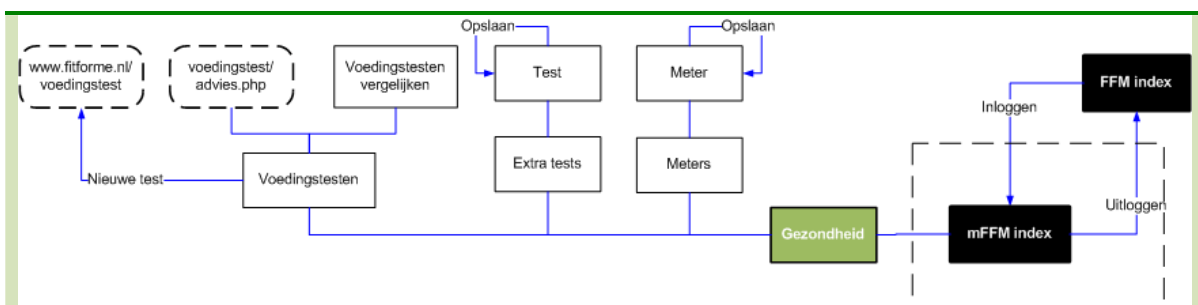 Opslaan
Opslaan
www.fitforme.nl/
voedingstest
voedingstest/
advies.php
Voedingstesten
vergelijken
Test
Meter
FFM index
Inloggen
Nieuwe test
Voedingstesten
Extra tests
Meters
Uitloggen
Gezondheid
mFFM index